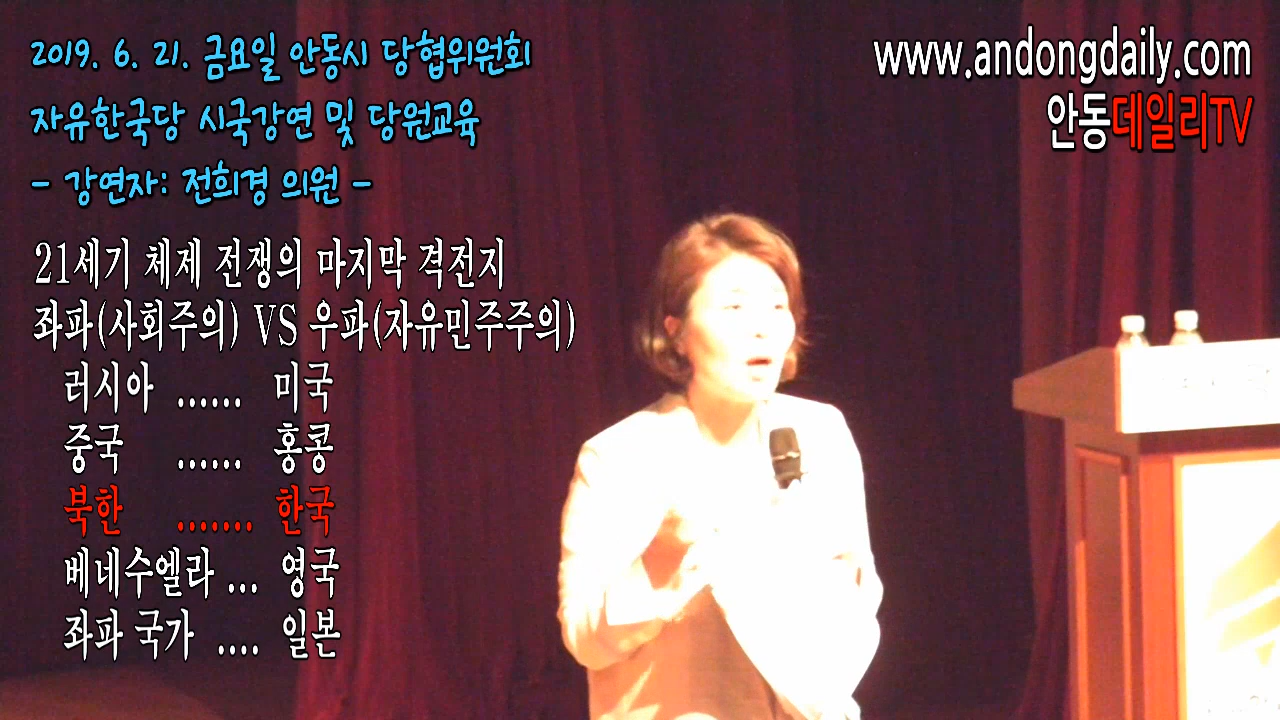 2019. 6. 21. 금요일 안동시 당협위원회
자유한국당 시국강연 및 당원교육
- 강연자: 전희경 의원 -
www.andongdaily.com
안동데일리TV
21세기 체제 전쟁의 마지막 격전지
좌파(사회주의) VS 우파(자유민주주의)
러시아 ...... 미국
중국 ...... 홍콩
북한 ....... 한국
베네수엘라 ... 영국
좌파 국가 .... 일본